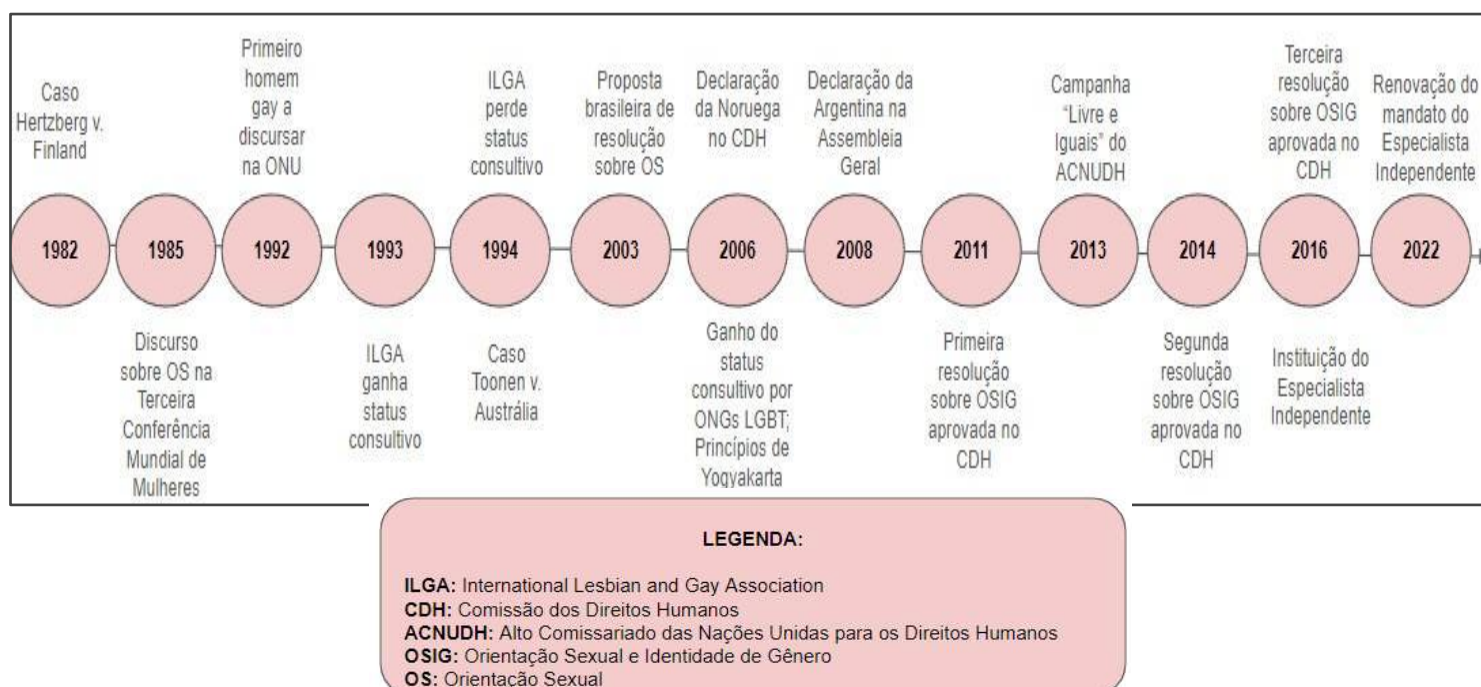 Caso
Hertzberg v.
Finland
1982
1985
Discurso
sobre OS na
Terceira
Conferência
Mundial de
Mulheres
Primeiro
homem
gay a
discursar
na ONU
1992
1993
ILGA
ganha
status
consultivo
ILGA
perde
status
consultivo
1994
Caso
Toonen v.
Austrália
Proposta
brasileira de
resolução
sobre OS
2003
Declaração
da Noruega
no CDH
2006
Ganho do
status
consultivo por
ONGs LGBT;
Princípios de
Yogyakarta
Declaração da
Argentina na
Assembleia
Geral
2008
2011
Primeira
resolução
sobre OSIG
aprovada no
CDH
Campanha
“Livre e
Iguais” do
ACNUDH
2013
2014
Segunda
resolução
sobre OSIG
aprovada no
CDH
Terceira
resolução
sobre OSIG
aprovada no
CDH
2016
Instituição do
Especialista
Independente
Renovação do
mandato do
Especialista
Independente
2022
LEGENDA:
ILGA: International Lesbian and Gay Association
CDH: Comissão dos Direitos Humanos
ACNUDH: Alto Comissariado das Nações Unidas para os Direitos Humanos
OSIG: Orientação Sexual e Identidade de Gênero
OS: Orientação Sexual